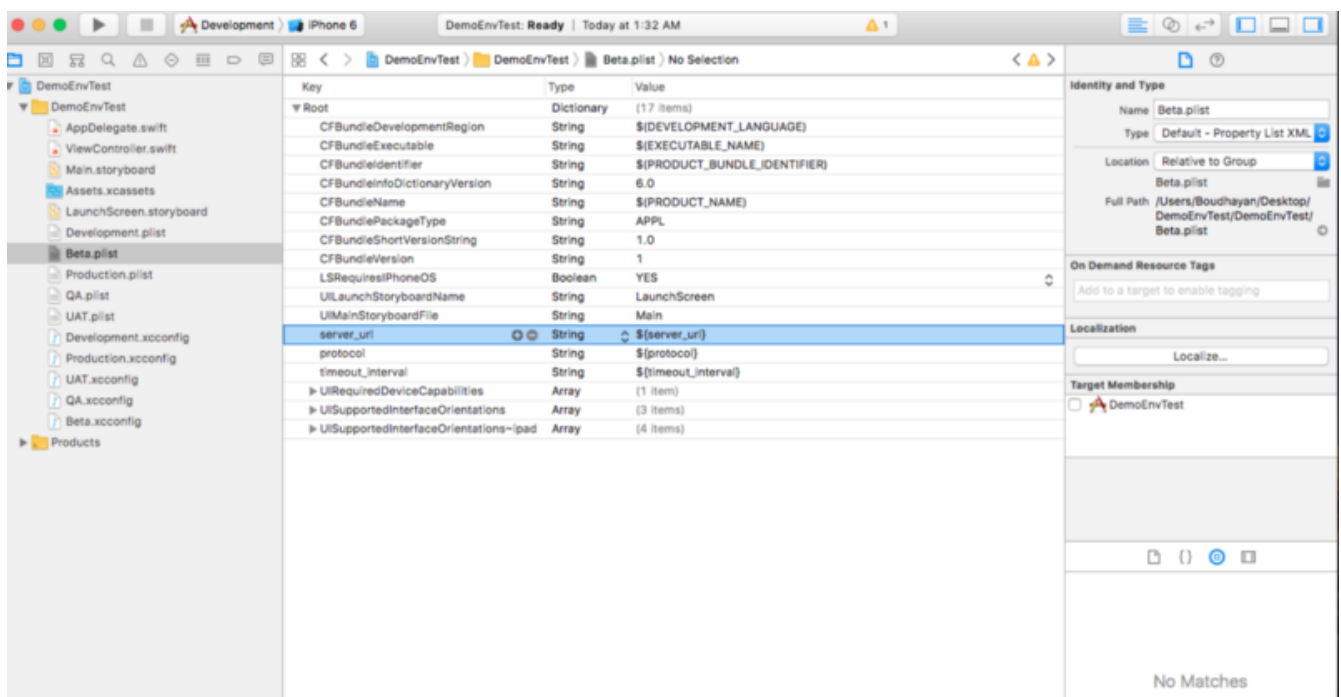 Development iPhone 6 DemoEnvTest: Ready | Today at 1:32 AM 1
DemoEnvTest DemoEnvTest Beta.plist No Selection
DemoEnvTest
DemoEnvTest
AppDelegate.swift
ViewController.swift
Main.storyboard
Assets.xcassets
LaunchScreen.storyboard
Development.plist
Beta.plist
Production.plist
QA.plist
UAT.plist
Development.xcconfig
Production.xcconfig
UAT.xcconfig
QA.xcconfig
Beta.xcconfig
Products
Key Type Value
Root Dictionary (17 items)
CFBundleDevelopmentRegion String $(DEVELOPMENT_LANGUAGE)
CFBundleExecutable String $(EXECUTABLE_NAME)
CFBundleIdentifier String $(PRODUCT_BUNDLE_IDENTIFIER)
CFBundleInfoDictionaryVersion String 6.0
CFBundleName String $(PRODUCT_NAME)
CFBundlePackageType String APPL
CFBundleShortVersionString String 1.0
CFBundleVersion String 1
LSRequiresIPhoneOS Boolean YES
UILaunchStoryboardName String LaunchScreen
UIMainStoryboardFile String Main
server_url String ${server_url}
protocol String ${protocol}
timeout_interval String ${timeout_interval}
UIRequiredDeviceCapabilities Array (1 item)
UISupportedInterfaceOrientations Array (3 items)
UISupportedInterfaceOrientations~ipad Array (4 items)
Identity and Type
Name Beta.plist
Type Default - Property List XML
Location Relative to Group
Beta.plist
Full Path /Users/Boudhayan/Desktop/
DemoEnvTest/DemoEnvTest/
Beta.plist
On Demand Resource Tags
Add to a target to enable tagging
Localization
Localize...
Target Membership
DemoEnvTest
No Matches